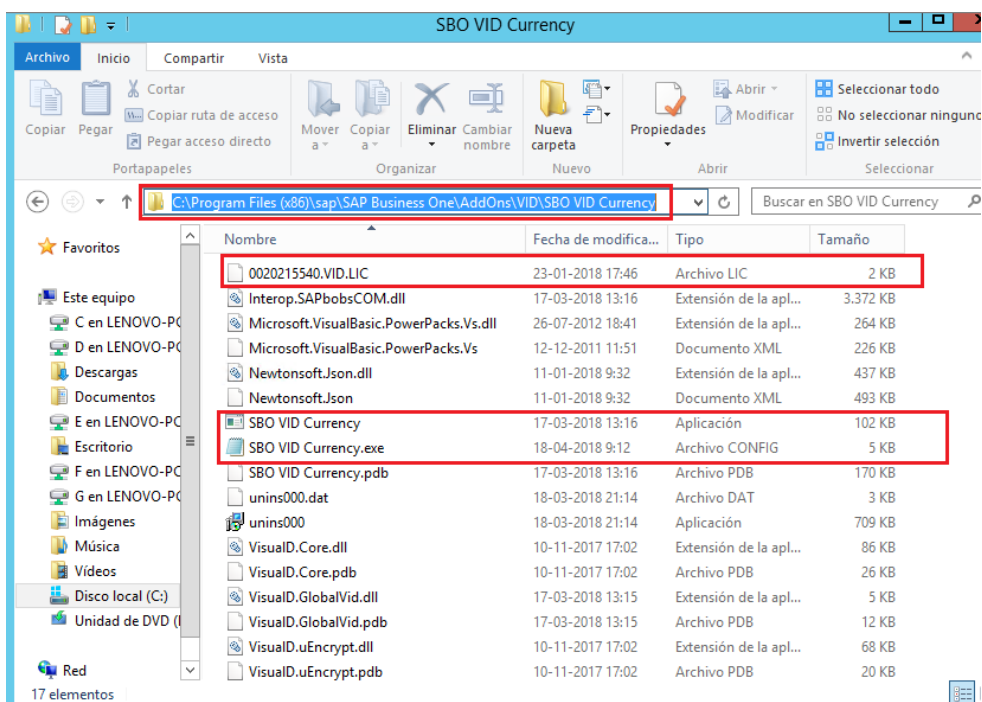 SBO VID Currency
Archivo Inicio Compartir Vista
Copiar
Pegar
Cortar
Copiar ruta de acceso
Pegar acceso directo
Portapapeles
Mover a
Copiar a
Eliminar
Cambiar nombre
Organizar
Nueva carpeta
Nuevo
Propiedades
Abrir
Modificar
Abrir
Seleccionar todo
No seleccionar ninguno
Invertir selección
Seleccionar
C:\Program Files (x86)\sap\SAP Business One\AddOns\VID\SBO VID Currency
Buscar en SBO VID Currency
Favoritos
Este equipo
C en LENOVO-PC
D en LENOVO-PC
Descargas
Documentos
E en LENOVO-PC
Escritorio
F en LENOVO-PC
G en LENOVO-PC
Imágenes
Música
Vídeos
Disco local (C:)
Unidad de DVD (
Red
Nombre Fecha de modifica... Tipo Tamaño
0020215540.VID.LIC 23-01-2018 17:46 Archivo LIC 2 KB
Interop.SAPbobsCOM.dll 17-03-2018 13:16 Extensión de la apl... 3.372 KB
Microsoft.VisualBasic.PowerPacks.Vs.dll 26-07-2012 18:41 Extensión de la apl... 264 KB
Microsoft.VisualBasic.PowerPacks.Vs 12-12-2011 11:51 Documento XML 226 KB
Newtonsoft.Json.dll 11-01-2018 9:32 Extensión de la apl... 437 KB
Newtonsoft.Json 11-01-2018 9:32 Documento XML 493 KB
SBO VID Currency 17-03-2018 13:16 Aplicación 102 KB
SBO VID Currency.exe 18-04-2018 9:12 Archivo CONFIG 5 KB
SBO VID Currency.pdb 17-03-2018 13:16 Archivo PDB 170 KB
unins000.dat 18-03-2018 21:14 Archivo DAT 3 KB
unins000 18-03-2018 21:14 Aplicación 709 KB
VisualD.Core.dll 10-11-2017 17:02 Extensión de la apl... 86 KB
VisualD.Core.pdb 10-11-2017 17:02 Archivo PDB 26 KB
VisualD.GlobalVid.dll 17-03-2018 13:15 Extensión de la apl... 5 KB
VisualD.GlobalVid.pdb 17-03-2018 13:15 Archivo PDB 12 KB
VisualD.uEncrypt.dll 10-11-2017 17:02 Extensión de la apl... 68 KB
VisualD.uEncrypt.pdb 10-11-2017 17:02 Archivo PDB 20 KB
17 elementos